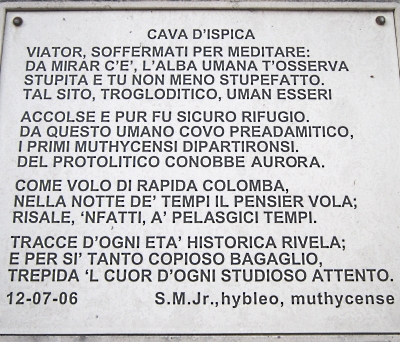 CAVA D'ISPICA
VIATOR, SOFFERMATI PER MEDITARE:
DA MIRAR C'E', L'ALBA UMANA T'OSSERVA
STUPITA E TU NON MENO STUPEFATTO.
TAL SITO, TROGLODITICO, UMAN ESSERI
ACCOLSE E PUR FU SICURO RIFUGIO.
DA QUESTO UMANO COVO PREADAMITICO,
I PRIMI MUTHYCENSI DIPARTIRONSI.
DEL PROTOLITICO CONOBBE AURORA.
COME VOLO DI RAPIDA COLOMBA,
NELLA NOTTE DE' TEMPI IL PENSIER VOLA;
RISALE, 'NFATTI, A' PELASGICI TEMPI.
TRACCE D'OGNI ETA' HISTORICA RIVELA;
E PER SI' TANTO COPIOSO BAGAGLIO,
TREPIDA 'L CUOR D'OGNI STUDIOSO ATTENTO.
12-07-06 S.M.Jr.,hybleo, muthycense